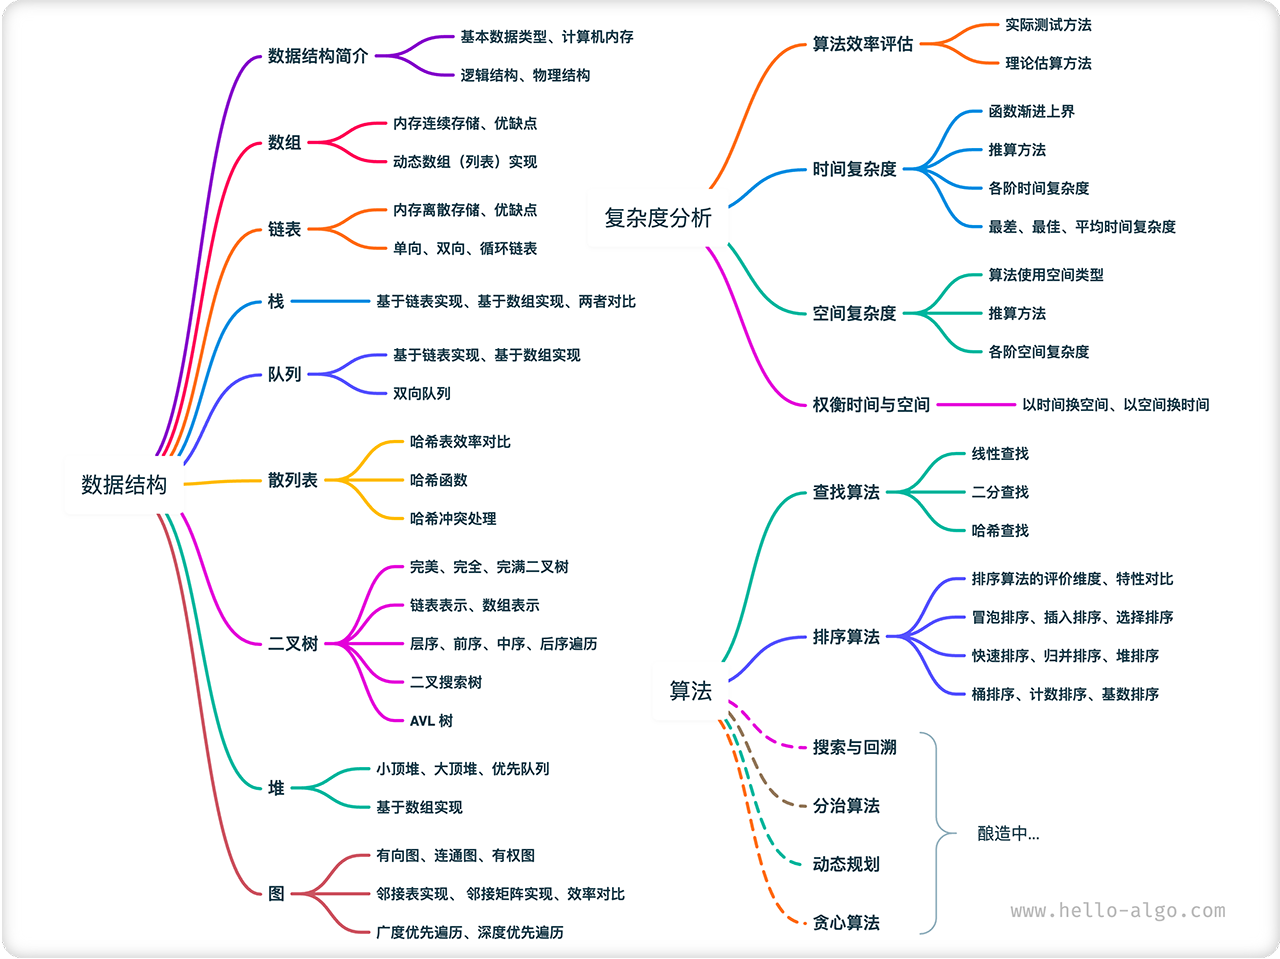 数据结构
数据结构简介
基本数据类型、计算机内存
逻辑结构、物理结构
数组
内存连续存储、优缺点
动态数组（列表）实现
链表
内存离散存储、优缺点
单向、双向、循环链表
栈
基于链表实现、基于数组实现、两者对比
队列
基于链表实现、基于数组实现
双向队列
散列表
哈希表效率对比
哈希函数
哈希冲突处理
二叉树
完美、完全、完满二叉树
链表表示、数组表示
层序、前序、中序、后序遍历
二叉搜索树
AVL 树
堆
小顶堆、大顶堆、优先队列
基于数组实现
图
有向图、连通图、有权图
邻接表实现、 邻接矩阵实现、效率对比
广度优先遍历、深度优先遍历
复杂度分析
算法效率评估
实际测试方法
理论估算方法
时间复杂度
函数渐进上界
推算方法
各阶时间复杂度
最差、最佳、平均时间复杂度
空间复杂度
算法使用空间类型
推算方法
各阶空间复杂度
权衡时间与空间
以时间换空间、以空间换时间
算法
查找算法
线性查找
二分查找
哈希查找
排序算法
排序算法的评价维度、特性对比
冒泡排序、插入排序、选择排序
快速排序、归并排序、堆排序
桶排序、计数排序、基数排序
搜索与回溯
分治算法
动态规划
贪心算法
酿造中...
www.hello-algo.com